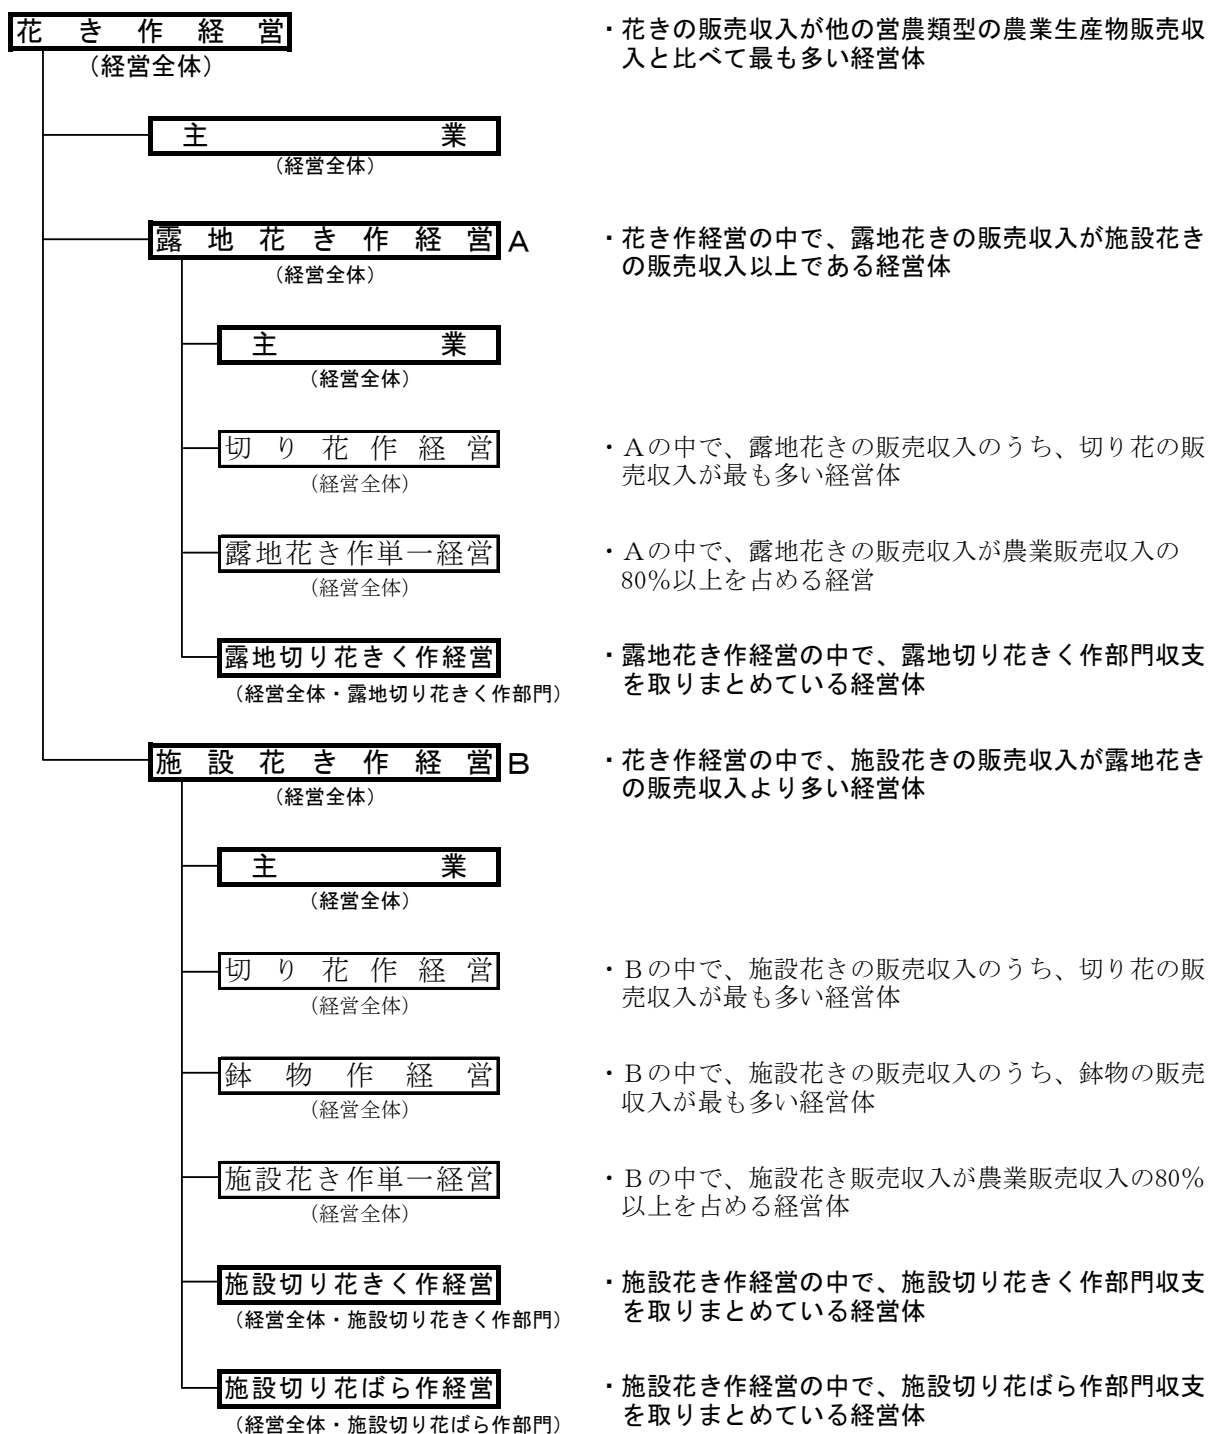 花き作経営
(経営全体)
・花きの販売収入が他の営農類型の農業生産物販売収
入と比べて最も多い経営体
主業
(経営全体)
露地花き作経営 A
(経営全体)
・花き作経営の中で、露地花きの販売収入が施設花き
の販売収入以上である経営体
主業
(経営全体)
切り花作経営
(経営全体)
・Aの中で、露地花きの販売収入のうち、切り花の販
売収入が最も多い経営体
露地花き作単一経営
(経営全体)
・Aの中で、露地花きの販売収入が農業販売収入の
80%以上を占める経営
露地切り花きく作経営
(経営全体・露地切り花きく作部門)
・露地花き作経営の中で、露地切り花きく作部門収支
を取りまとめている経営体
施設花き作経営 B
(経営全体)
・花き作経営の中で、施設花きの販売収入が露地花き
の販売収入より多い経営体
主業
(経営全体)
切り花作経営
(経営全体)
・Bの中で、施設花きの販売収入のうち、切り花の販
売収入が最も多い経営体
鉢物作経営
(経営全体)
・Bの中で、施設花きの販売収入のうち、鉢物の販売
収入が最も多い経営体
施設花き作単一経営
(経営全体)
・Bの中で、施設花き販売収入が農業販売収入の80%
以上を占める経営体
施設切り花きく作経営
(経営全体・施設切り花きく作部門)
・施設花き作経営の中で、施設切り花きく作部門収支
を取りまとめている経営体
施設切り花ばら作経営
(経営全体・施設切り花ばら作部門)
・施設花き作経営の中で、施設切り花ばら作部門収支
を取りまとめている経営体